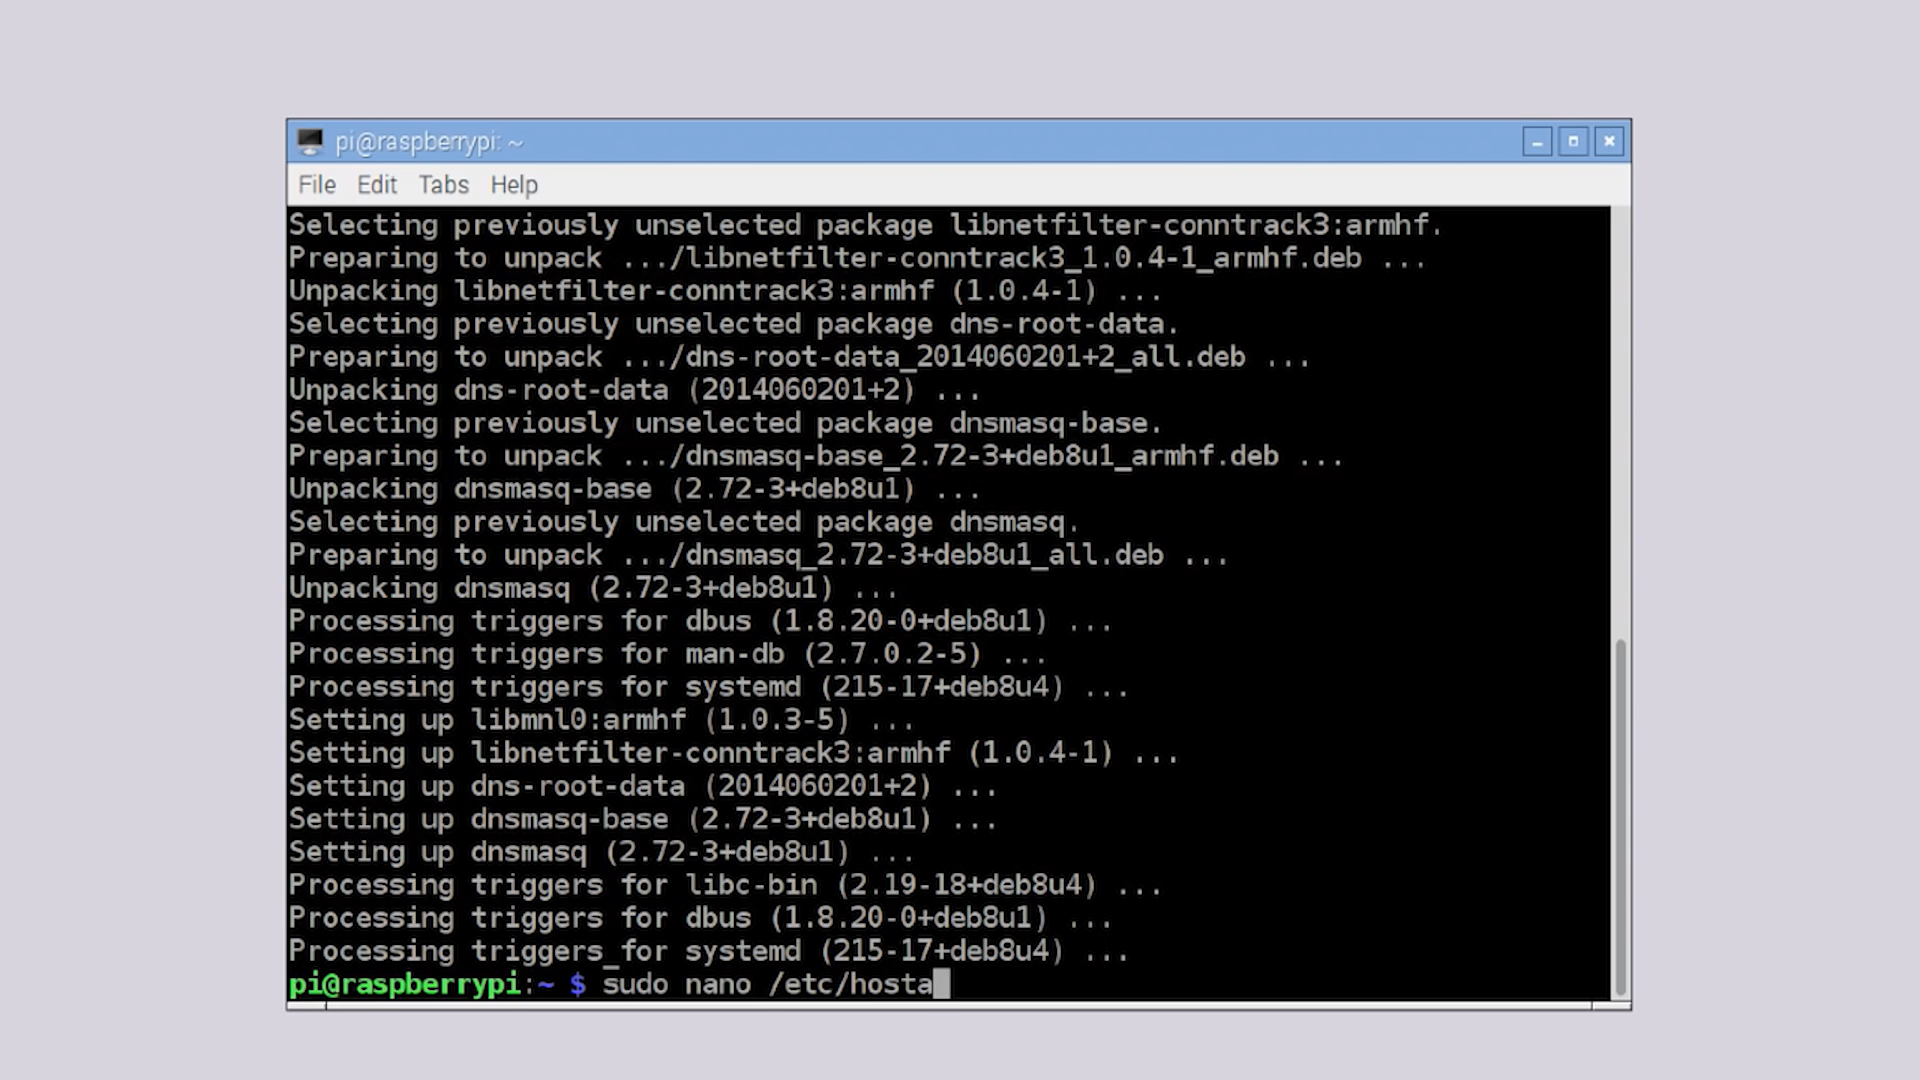 pi@raspberrypi: ~
File Edit Tabs Help
Selecting previously unselected package libnetfilter-conntrack3:armhf.
Preparing to unpack .../libnetfilter-conntrack3_1.0.4-1_armhf.deb ...
Unpacking libnetfilter-conntrack3:armhf (1.0.4-1) ...
Selecting previously unselected package dns-root-data.
Preparing to unpack .../dns-root-data_2014060201+2_all.deb ...
Unpacking dns-root-data (2014060201+2) ...
Selecting previously unselected package dnsmasq-base.
Preparing to unpack .../dnsmasq-base_2.72-3+deb8u1_armhf.deb ...
Unpacking dnsmasq-base (2.72-3+deb8u1) ...
Selecting previously unselected package dnsmasq.
Preparing to unpack .../dnsmasq_2.72-3+deb8u1_all.deb ...
Unpacking dnsmasq (2.72-3+deb8u1) ...
Processing triggers for dbus (1.8.20-0+deb8u1) ...
Processing triggers for man-db (2.7.0.2-5) ...
Processing triggers for systemd (215-17+deb8u4) ...
Setting up libmnl0:armhf (1.0.3-5) ...
Setting up libnetfilter-conntrack3:armhf (1.0.4-1) ...
Setting up dns-root-data (2014060201+2) ...
Setting up dnsmasq-base (2.72-3+deb8u1) ...
Setting up dnsmasq (2.72-3+deb8u1) ...
Processing triggers for libc-bin (2.19-18+deb8u4) ...
Processing triggers for dbus (1.8.20-0+deb8u1) ...
Processing triggers for systemd (215-17+deb8u4) ...
pi@raspberrypi:~ $ sudo nano /etc/hosta